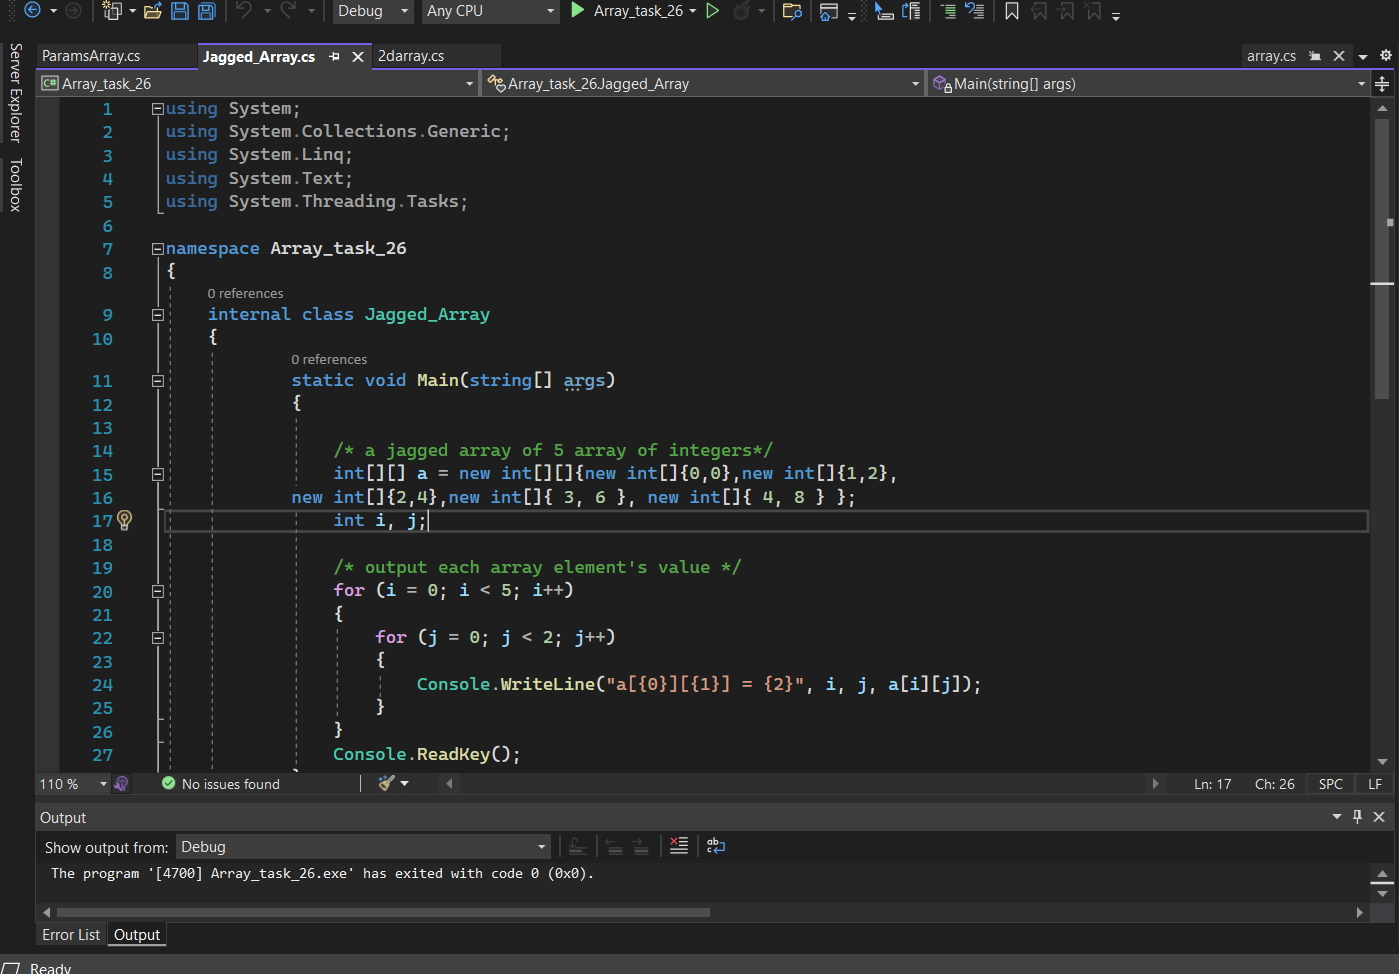 Debug
Any CPU
Array_task_26
Server Explorer
Toolbox
ParamsArray.cs
Jagged_Array.cs
2darray.cs
array.cs
C# Array_task_26
Array_task_26.Jagged_Array
Main(string[] args)
1 using System;
2 using System.Collections.Generic;
3 using System.Linq;
4 using System.Text;
5 using System.Threading.Tasks;
6
7 namespace Array_task_26
8 {
0 references
9 internal class Jagged_Array
10 {
0 references
11 static void Main(string[] args)
12 {
13
14 /* a jagged array of 5 array of integers*/
15 int[][] a = new int[][]{new int[]{0,0},new int[]{1,2},
16 new int[]{2,4},new int[]{ 3, 6 }, new int[]{ 4, 8 } };
17 int i, j;
18
19 /* output each array element's value */
20 for (i = 0; i < 5; i++)
21 {
22 for (j = 0; j < 2; j++)
23 {
24 Console.WriteLine("a[{0}][{1}] = {2}", i, j, a[i][j]);
25 }
26 }
27 Console.ReadKey();
110 %
No issues found
Ln: 17
Ch: 26
SPC
LF
Output
Show output from:
Debug
The program '[4700] Array_task_26.exe' has exited with code 0 (0x0).
Error List
Output
Ready